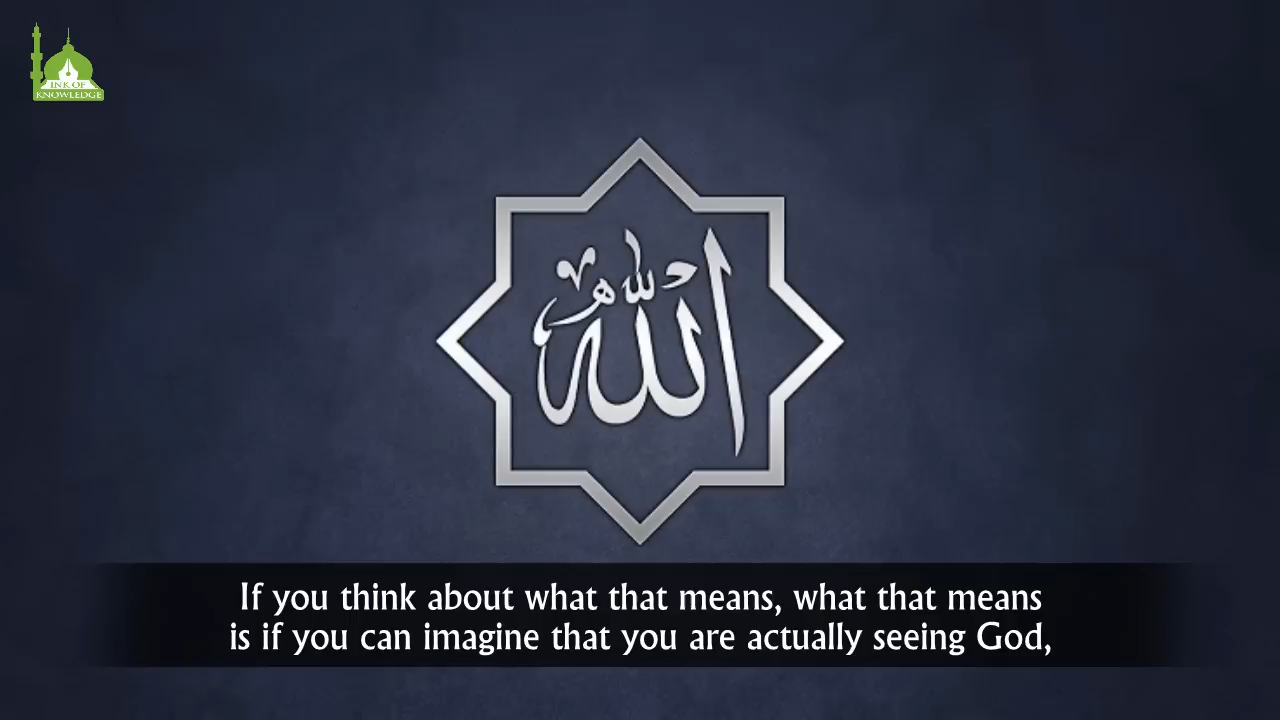 INK OF
KNOWLEDGE
الله
If you think about what that means, what that means
is if you can imagine that you are actually seeing God,